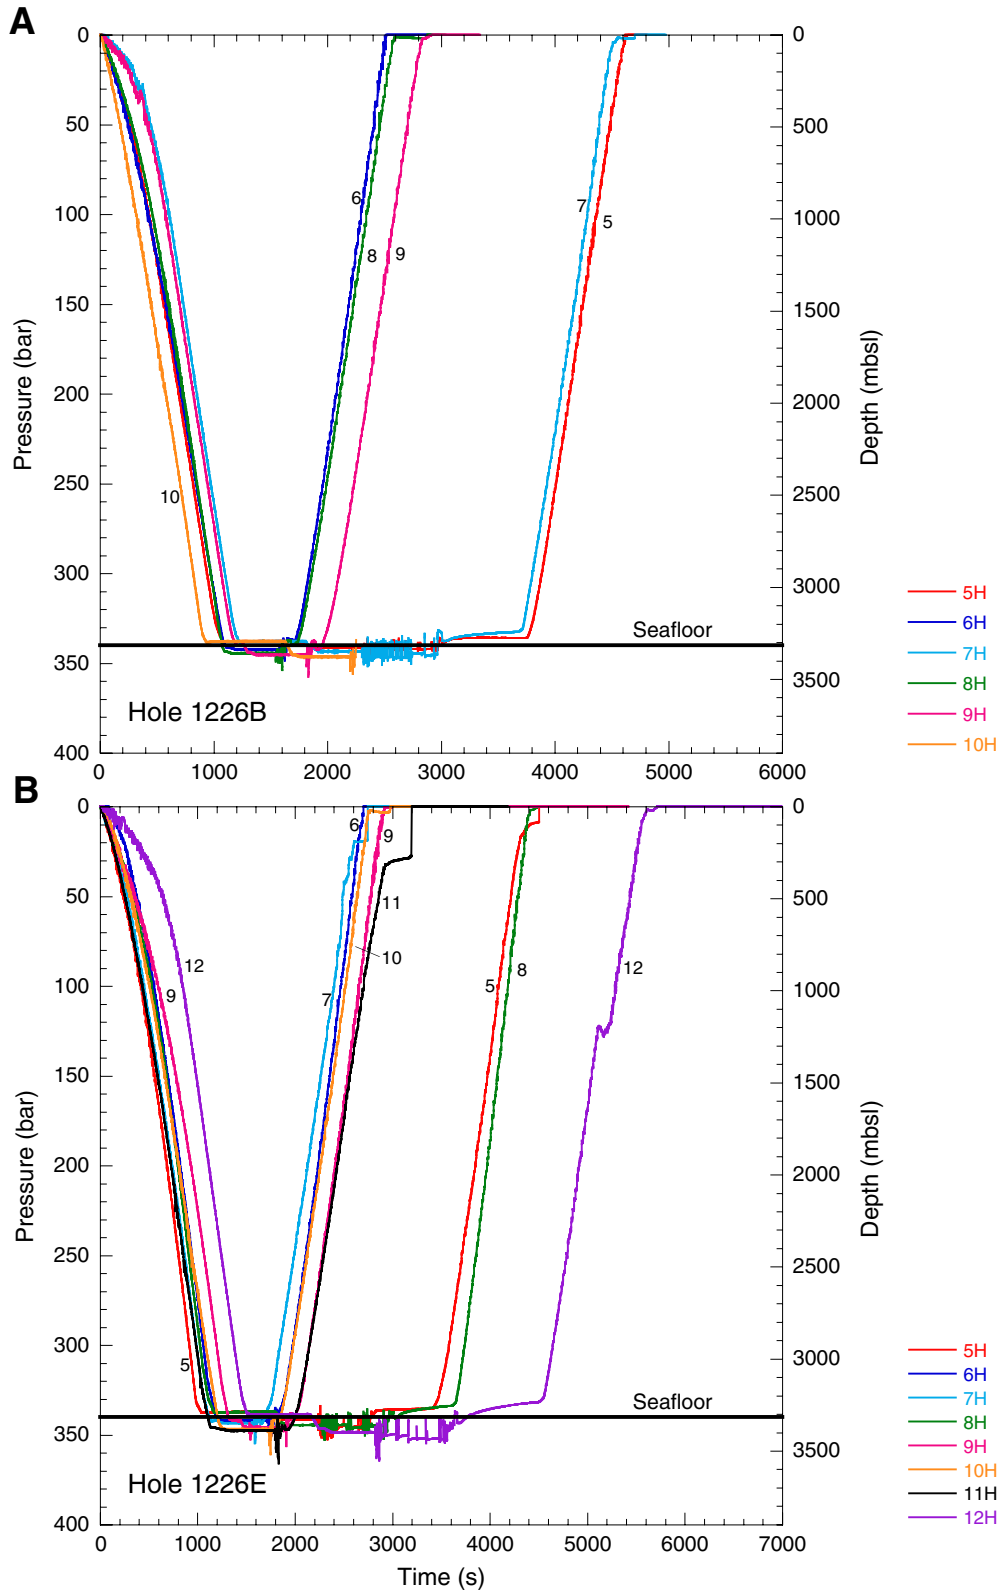 A
0
50
100
150
200
250
300
350
400
Pressure (bar)
0
500
1000
1500
2000
2500
3000
3500
Depth (mbsl)
6
8
9
7
5
10
Seafloor
Hole 1226B
0 1000 2000 3000 4000 5000 6000
5H
6H
7H
8H
9H
10H
B
0
50
100
150
200
250
300
350
400
Pressure (bar)
0
500
1000
1500
2000
2500
3000
3500
Depth (mbsl)
6
9
11
10
12
9
7
5
8
12
5
Seafloor
Hole 1226E
0 1000 2000 3000 4000 5000 6000 7000
Time (s)
5H
6H
7H
8H
9H
10H
11H
12H